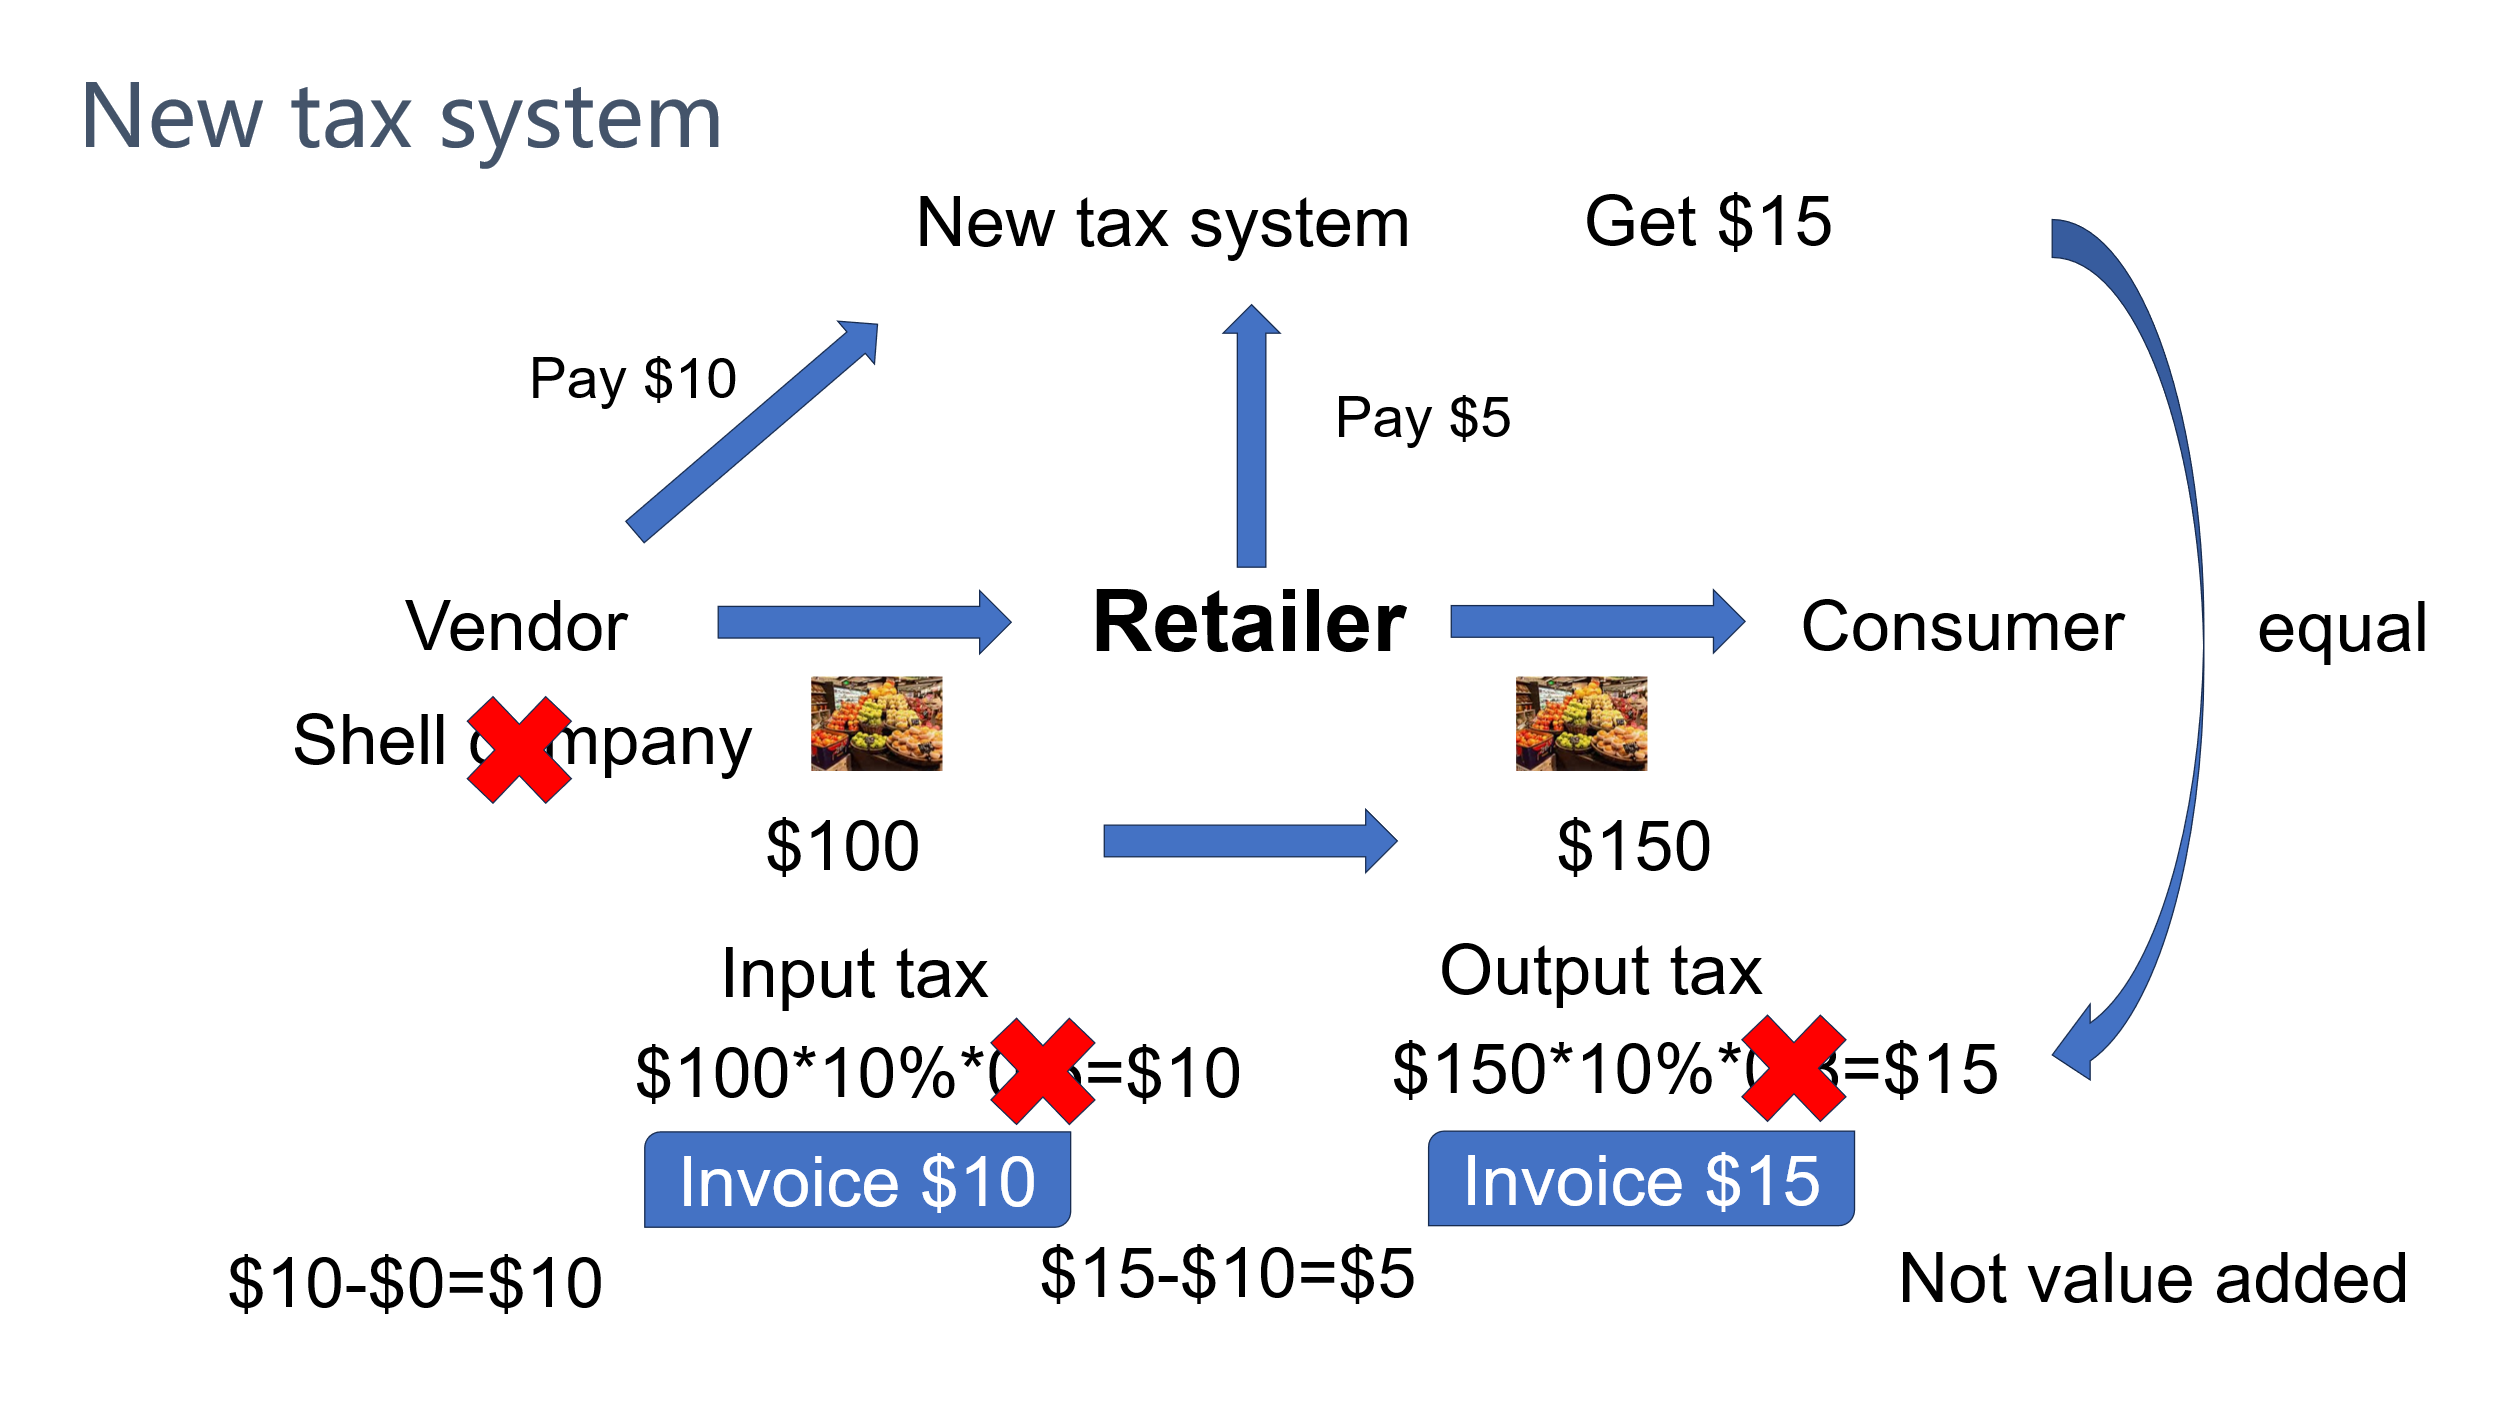 New tax system
New tax system
Get $15
Pay $10
Pay $5
Vendor
Retailer
Consumer
equal
Shell
$100
$150
Input tax
Output tax
$100*10%*
=$10
$150*10%*
=$15
Invoice $10
Invoice $15
$10-$0=$10
$15-$10=$5
Not value added